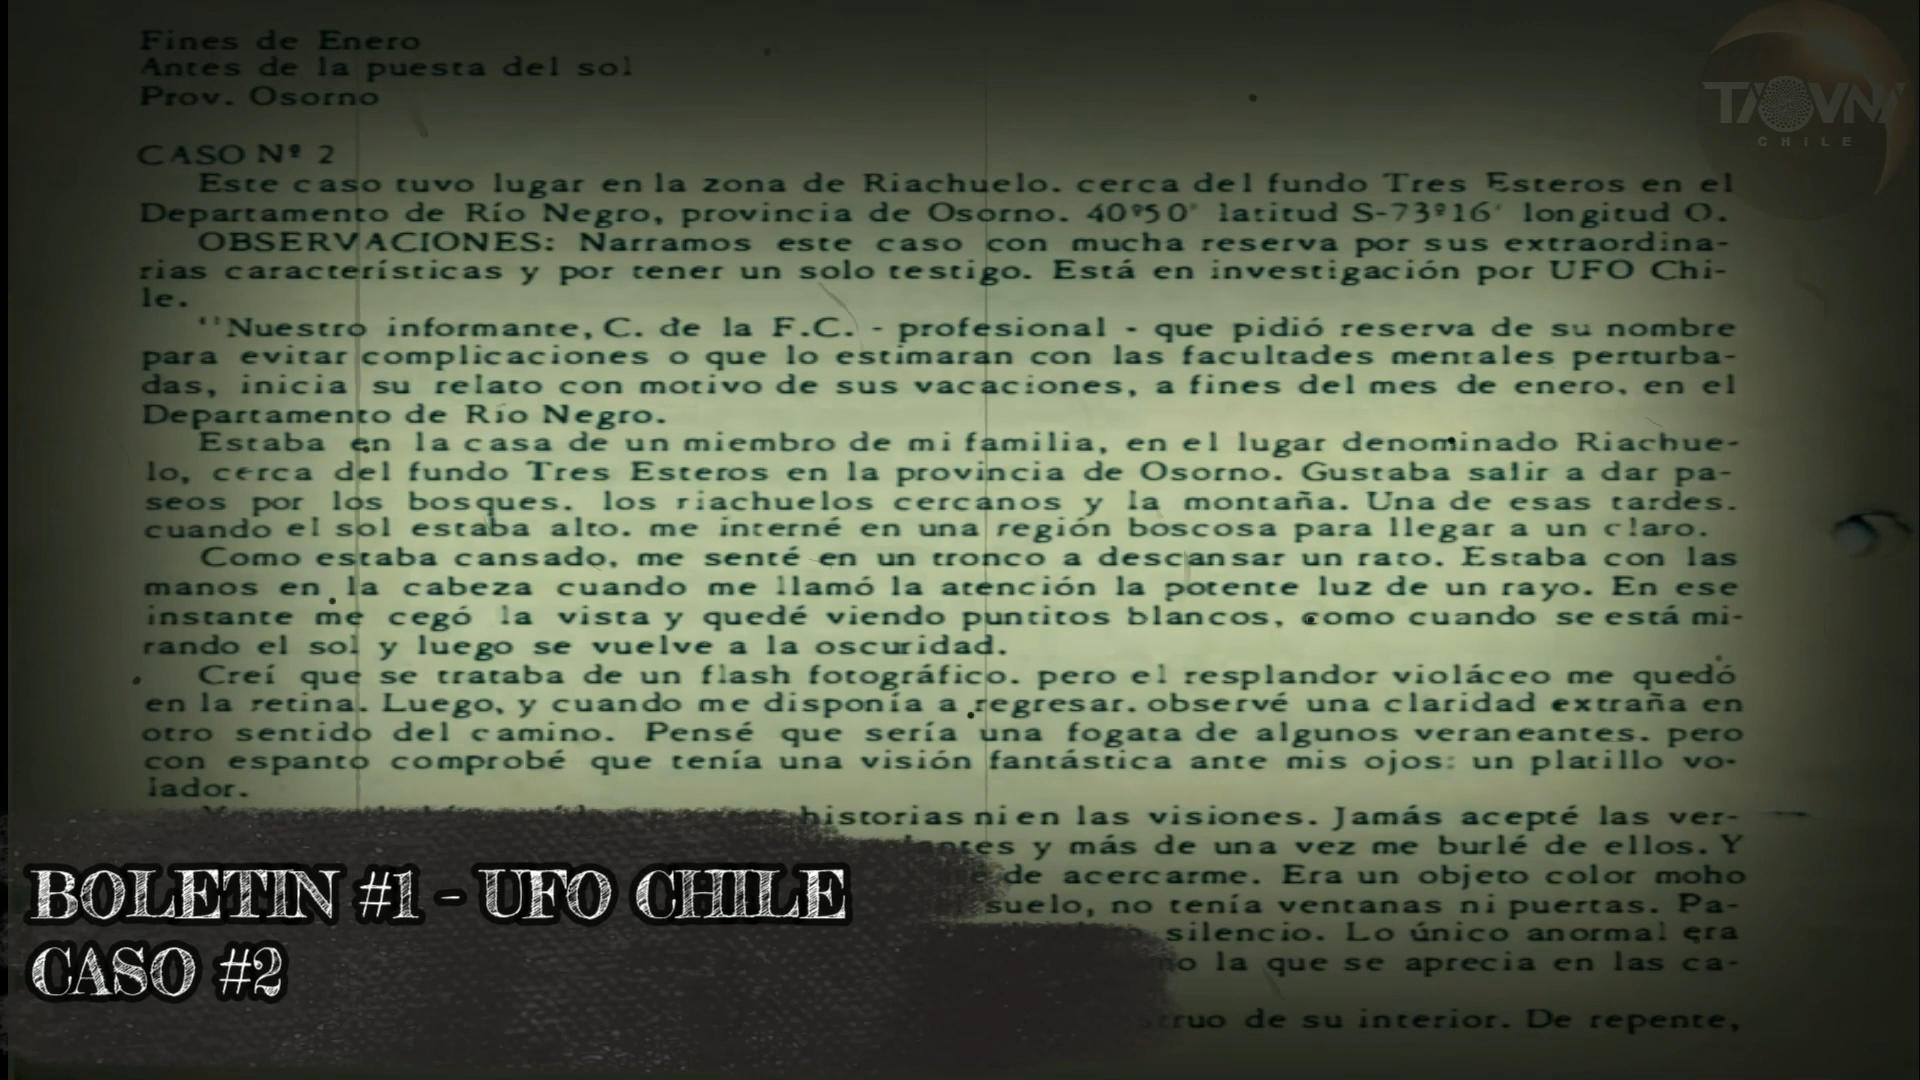 Fines de Enero
Antes de la puesta del sol
Prov. Osorno
TAOVNI
CHILE
CASO Nº 2
Este caso tuvo lugar en la zona de Riachuelo. cerca del fundo Tres Esteros en el
Departamento de Río Negro, provincia de Osorno. 40º50' latitud S-73º16' longitud O.
OBSERVACIONES: Narramos este caso con mucha reserva por sus extraordina-
rias características y por tener un solo testigo. Está en investigación por UFO Chi-
le.
''Nuestro informante, C. de la F.C. - profesional - que pidió reserva de su nombre
para evitar complicaciones o que lo estimaran con las facultades mentales perturba-
das, inicia su relato con motivo de sus vacaciones, a fines del mes de enero. en el
Departamento de Río Negro.
Estaba en la casa de un miembro de mi familia, en el lugar denominado Riachue-
lo, cerca del fundo Tres Esteros en la provincia de Osorno. Gustaba salir a dar pa-
seos por los bosques. los riachuelos cercanos y la montaña. Una de esas tardes.
cuando el sol estaba alto. me interné en una región boscosa para llegar a un claro.
Como estaba cansado, me senté en un tronco a descansar un rato. Estaba con las
manos en la cabeza cuando me llamó la atención la potente luz de un rayo. En ese
instante me cegó la vista y quedé viendo puntitos blancos, como cuando se está mi-
rando el sol y luego se vuelve a la oscuridad.
Creí que se trataba de un flash fotográfico. pero el resplandor violáceo me quedó
en la retina. Luego, y cuando me disponía a regresar. observé una claridad extraña en
otro sentido del camino. Pensé que sería una fogata de algunos veraneantes. pero
con espanto comprobé que tenía una visión fantástica ante mis ojos: un platillo vo-
lador.
historias ni en las visiones. Jamás acepté las ver-
y más de una vez me burlé de ellos. Y
de acercarme. Era un objeto color moho
suelo, no tenía ventanas ni puertas. Pa-
silencio. Lo único anormal era
la que se aprecia en las ca-
de su interior. De repente,
BOLETIN #1 - UFO CHILE
CASO #2